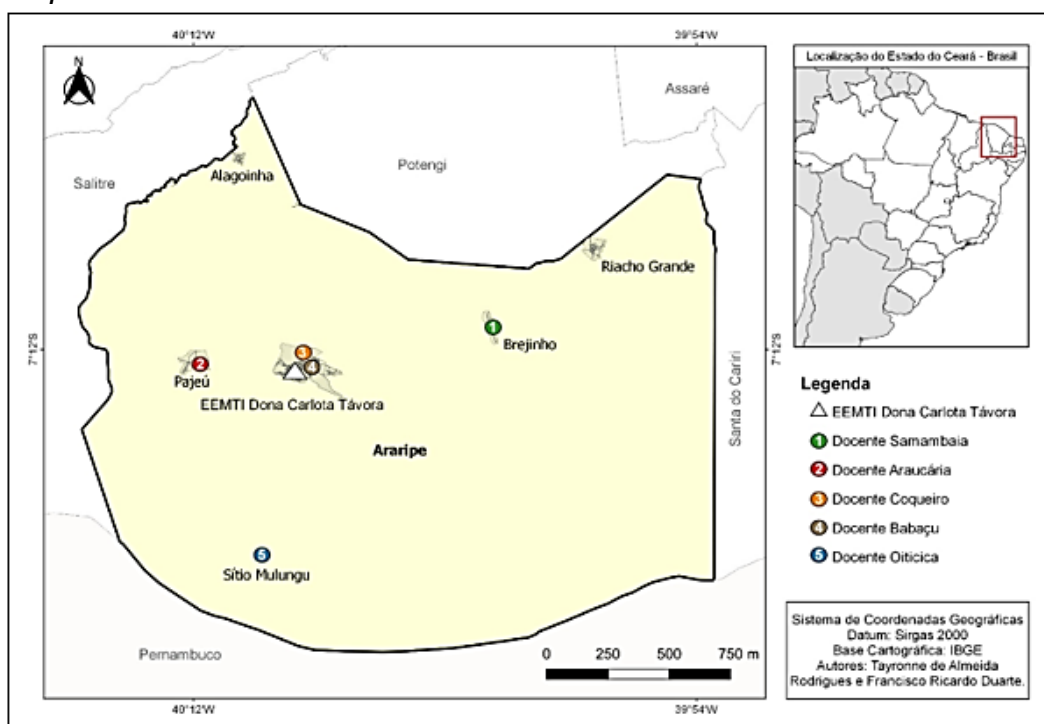 40°12'W
39°54'W
N
Assaré
Potengi
Salitre
Alagoinha
Riacho Grande
1
Brejinho
7°12'S
7°12'S
3
2
4
Pajeú
EEMTI Dona Carlota Távora
Santa do Cariri
Araripe
5
Sítio Mulungu
Pernambuco
0 250 500 750 m
40°12'W
39°54'W
Localização do Estado do Ceará - Brasil
Legenda
EEMTI Dona Carlota Távora
1 Docente Samambaia
2 Docente Araucária
3 Docente Coqueiro
4 Docente Babaçu
5 Docente Oiticica
Sistema de Coordenadas Geográficas
Datum: Sirgas 2000
Base Cartográfica: IBGE
Autores: Tayronne de Almeida
Rodrigues e Francisco Ricardo Duarte.